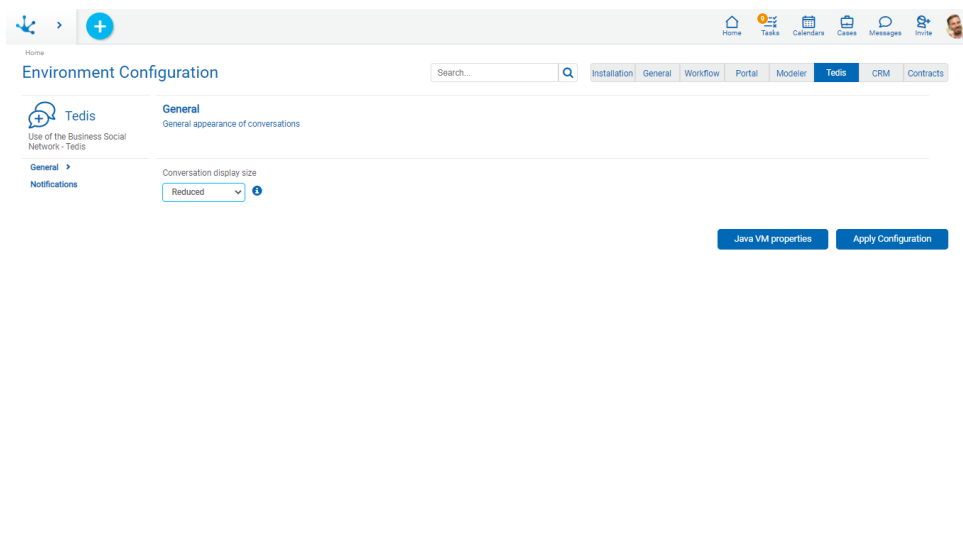 9
Home
Tasks
Calendars
Cases
Messages
Invite
Home
Environment Configuration
Search...
Installation
General
Workflow
Portal
Modeler
Tedis
CRM
Contracts
Tedis
Use of the Business Social
Network - Tedis
General
Notifications
General
General appearance of conversations
Conversation display size
Reduced
Java VM properties
Apply Configuration